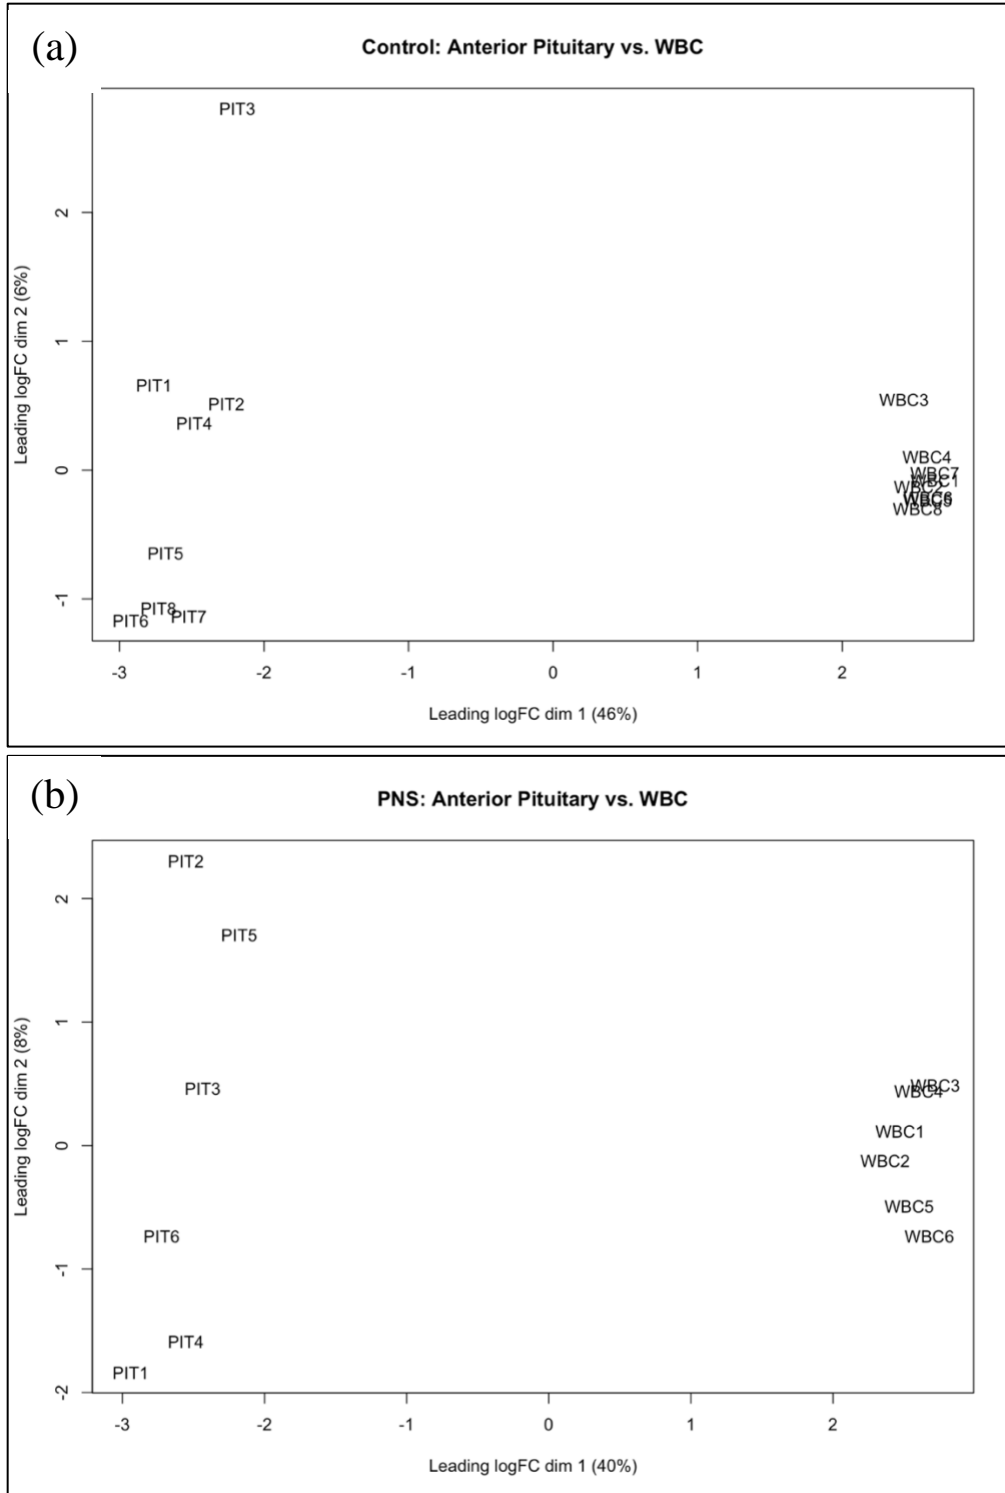 (a)
Control: Anterior Pituitary vs. WBC
PIT3
2
Leading logFC dim 2 (6%)
1
PIT1
PIT2
PIT4
WBC3
0
WBC4
WBC7
WBC1
WBC2
WBC6
WBC5
WBC8
PIT5
-1
PIT8
PIT7
PIT6
-3 -2 -1 0 1 2
Leading logFC dim 1 (46%)
(b)
PNS: Anterior Pituitary vs. WBC
PIT2
2
PIT5
Leading logFC dim 2 (8%)
1
PIT3
WBC3
WBC4
0
WBC1
WBC2
WBC5
PIT6
WBC6
-1
PIT4
PIT1
-2
-3 -2 -1 0 1 2
Leading logFC dim 1 (40%)